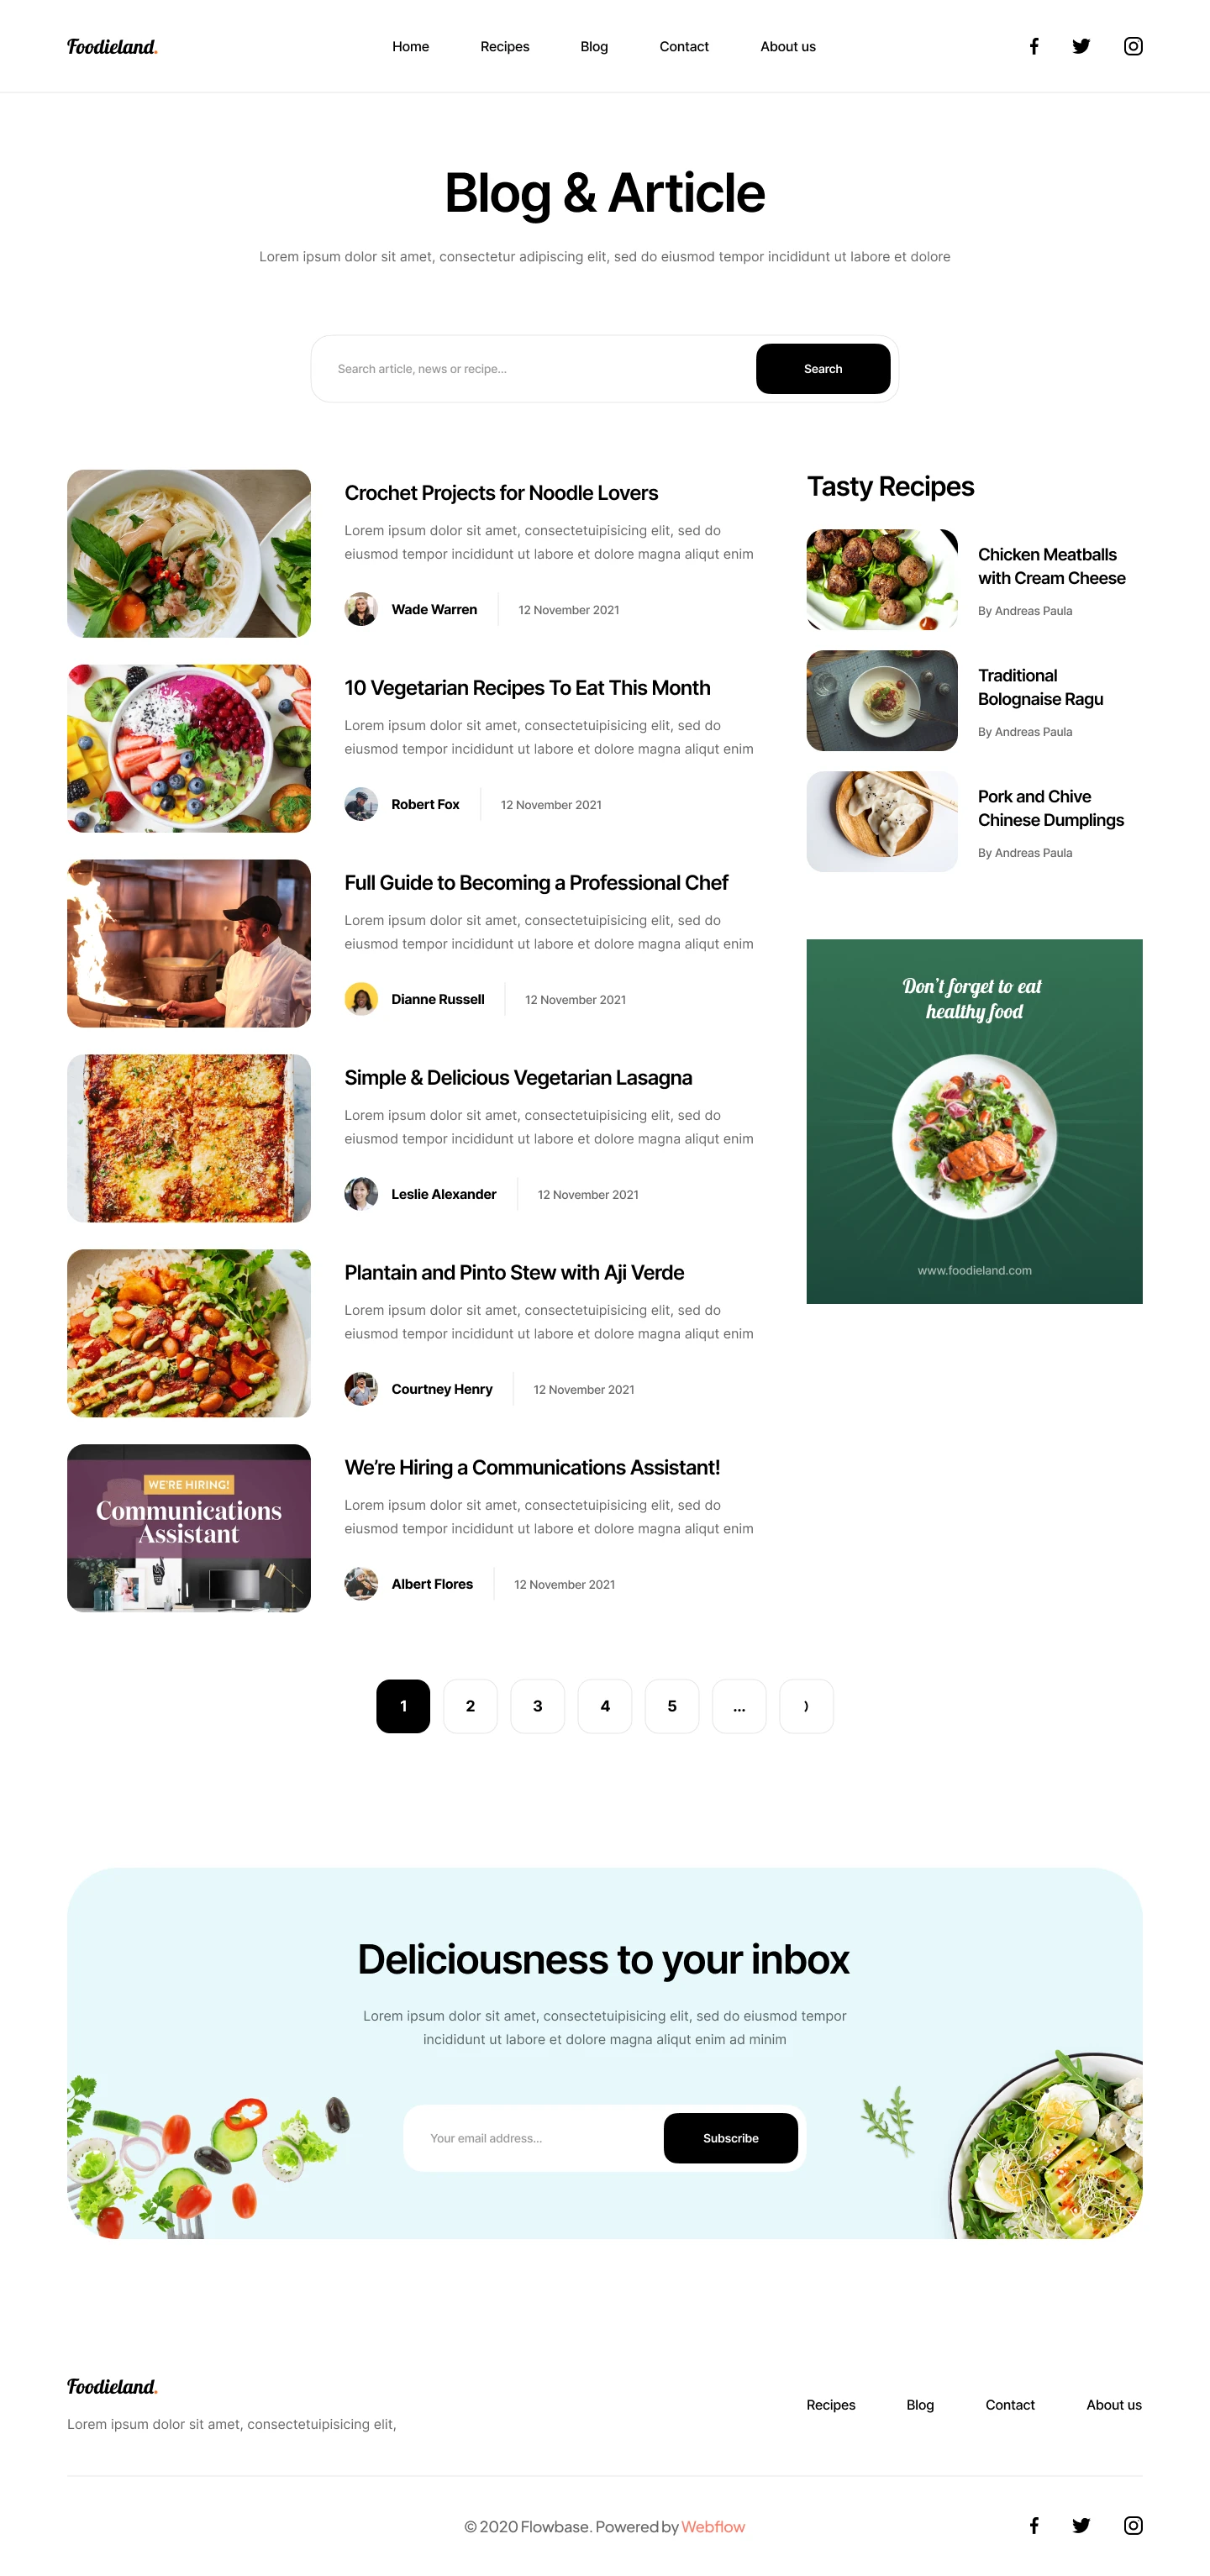 Foodieland.
Home
Recipes
Blog
Contact
About us
Blog & Article
Lorem ipsum dolor sit amet, consectetur adipiscing elit, sed do eiusmod tempor incididunt ut labore et dolore
Search article, news or recipe...
Search
Crochet Projects for Noodle Lovers
Lorem ipsum dolor sit amet, consectetuipisicing elit, sed do
eiusmod tempor incididunt ut labore et dolore magna aliqut enim
Wade Warren
12 November 2021
10 Vegetarian Recipes To Eat This Month
Lorem ipsum dolor sit amet, consectetuipisicing elit, sed do
eiusmod tempor incididunt ut labore et dolore magna aliqut enim
Robert Fox
12 November 2021
Full Guide to Becoming a Professional Chef
Lorem ipsum dolor sit amet, consectetuipisicing elit, sed do
eiusmod tempor incididunt ut labore et dolore magna aliqut enim
Dianne Russell
12 November 2021
Simple & Delicious Vegetarian Lasagna
Lorem ipsum dolor sit amet, consectetuipisicing elit, sed do
eiusmod tempor incididunt ut labore et dolore magna aliqut enim
Leslie Alexander
12 November 2021
Plantain and Pinto Stew with Aji Verde
Lorem ipsum dolor sit amet, consectetuipisicing elit, sed do
eiusmod tempor incididunt ut labore et dolore magna aliqut enim
Courtney Henry
12 November 2021
WE'RE HIRING!
Communications
Assistant
We're Hiring a Communications Assistant!
Lorem ipsum dolor sit amet, consectetuipisicing elit, sed do
eiusmod tempor incididunt ut labore et dolore magna aliqut enim
Albert Flores
12 November 2021
Tasty Recipes
Chicken Meatballs
with Cream Cheese
By Andreas Paula
Traditional
Bolognaise Ragu
By Andreas Paula
Pork and Chive
Chinese Dumplings
By Andreas Paula
Don't forget to eat
healthy food
www.foodieland.com
1
2
3
4
5
...
Deliciousness to your inbox
Lorem ipsum dolor sit amet, consectetuipisicing elit, sed do eiusmod tempor
incididunt ut labore et dolore magna aliqut enim ad minim
Your email address...
Subscribe
Foodieland.
Lorem ipsum dolor sit amet, consectetuipisicing elit,
Recipes
Blog
Contact
About us
© 2020 Flowbase. Powered by Webflow